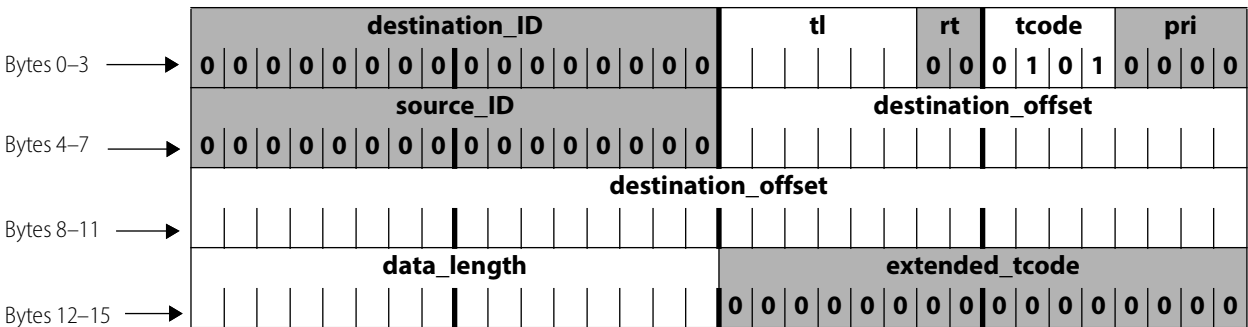 destination_ID tl rt tcode pri
Bytes 0–3 0 0 0 0 0 0 0 0 0 0 0 0 0 0 0 0 0 0 0 1 0 1 0 0 0 0
source_ID destination_offset
Bytes 4–7 0 0 0 0 0 0 0 0 0 0 0 0 0 0 0 0
destination_offset
Bytes 8–11
data_length extended_tcode
Bytes 12–15 0 0 0 0 0 0 0 0 0 0 0 0 0 0 0 0